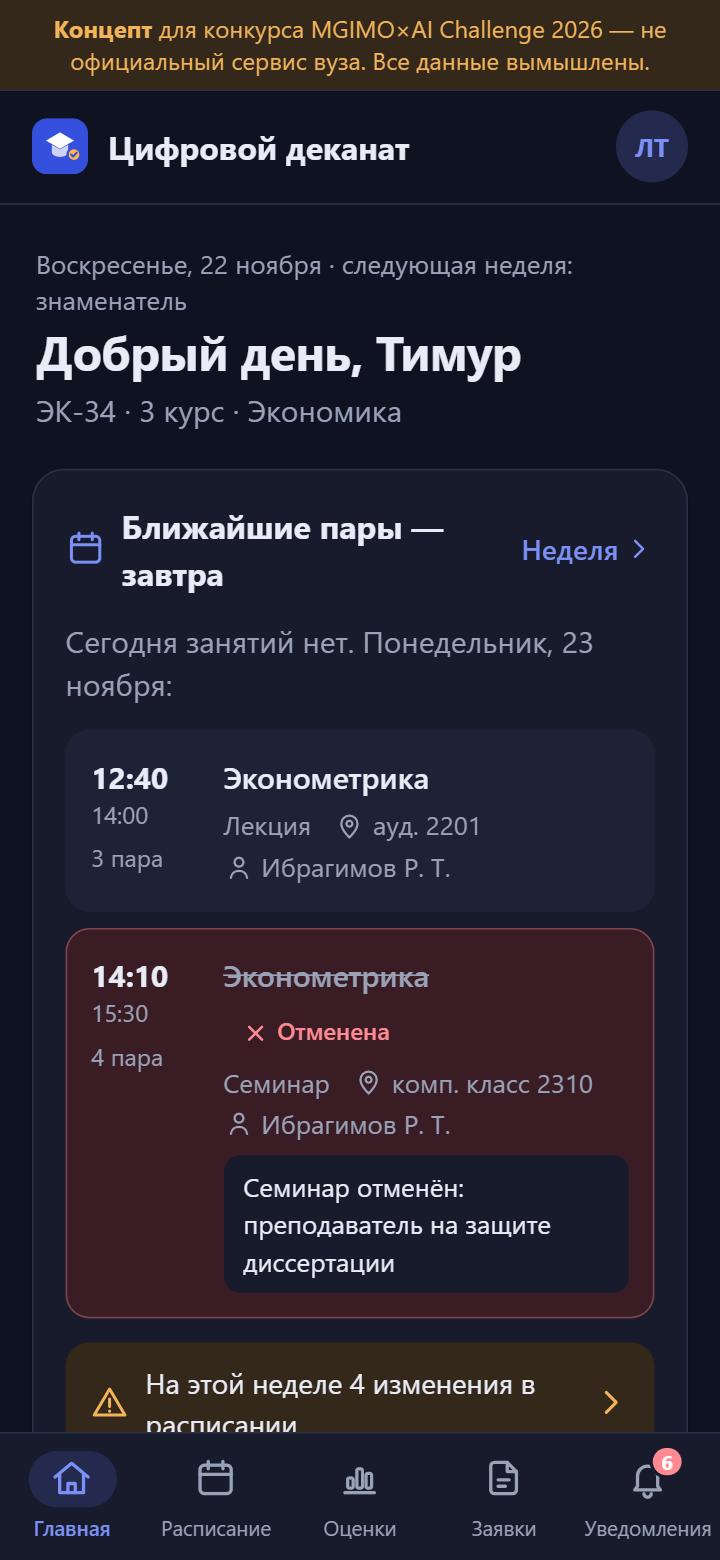 Концепт для конкурса MGIMO×AI Challenge 2026 — не
официальный сервис вуза. Все данные вымышлены.
Цифровой деканат
ЛТ
Воскресенье, 22 ноября · следующая неделя:
знаменатель
Добрый день, Тимур
ЭК-34 · 3 курс · Экономика
Ближайшие пары —
завтра
Неделя
Сегодня занятий нет. Понедельник, 23
ноября:
12:40
Эконометрика
14:00
Лекция ауд. 2201
3 пара
Ибрагимов Р. Т.
14:10
Эконометрика
15:30
Отменена
4 пара
Семинар комп. класс 2310
Ибрагимов Р. Т.
Семинар отменён:
преподаватель на защите
диссертации
На этой неделе 4 изменения в
расписании
6
Главная Расписание Оценки Заявки Уведомления